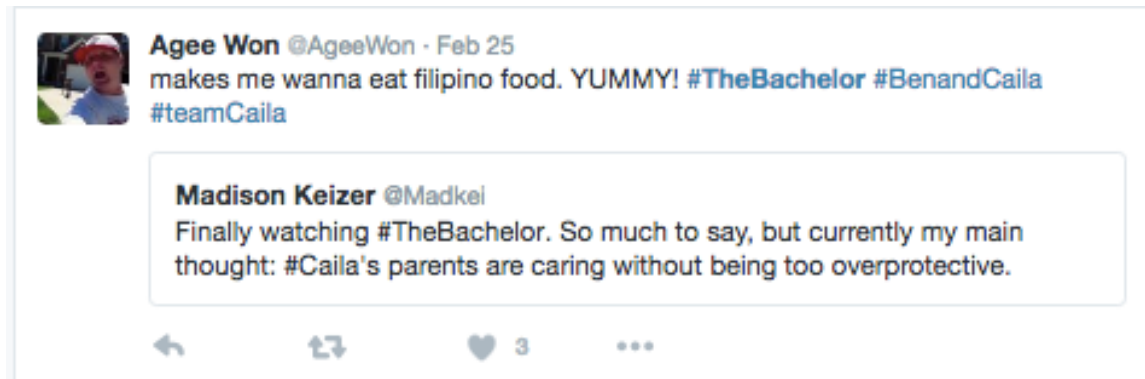 Agee Won @AgeeWon · Feb 25
makes me wanna eat filipino food. YUMMY! #TheBachelor #BenandCaila
#teamCaila
Madison Keizer @Madkei
Finally watching #TheBachelor. So much to say, but currently my main
thought: #Caila's parents are caring without being too overprotective.
3